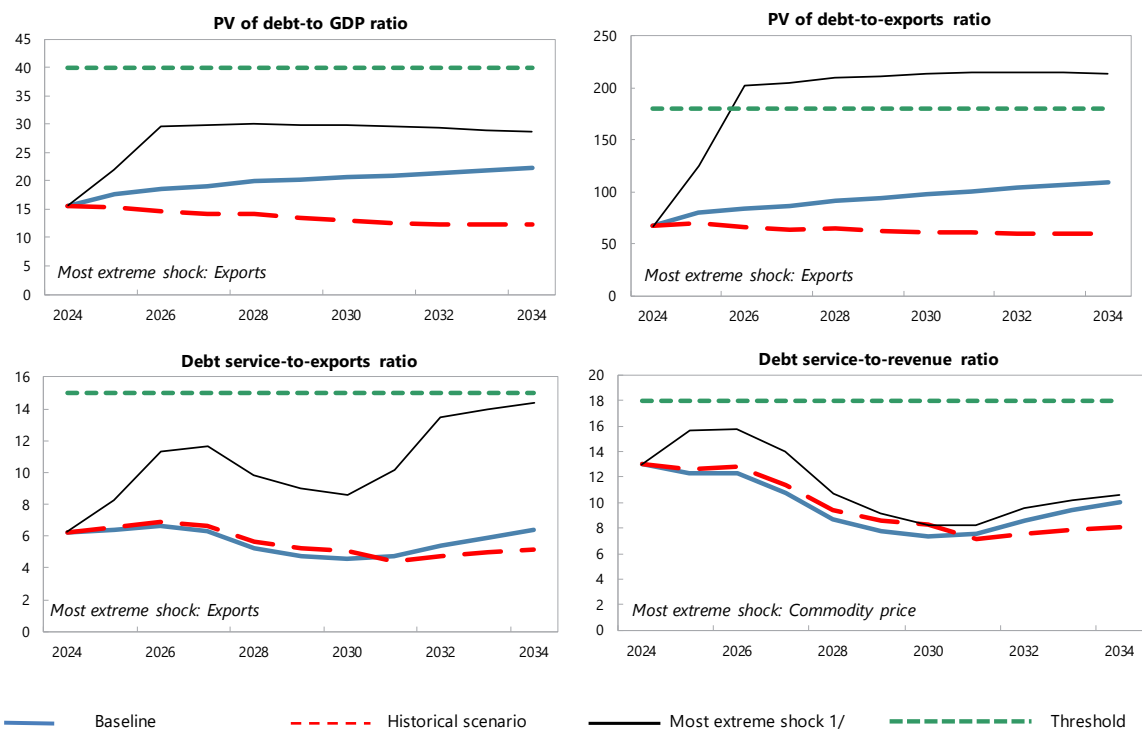 PV of debt-to GDP ratio
45
40
35
30
25
20
15
10
5
0
Most extreme shock: Exports
2024 2026 2028 2030 2032 2034
PV of debt-to-exports ratio
250
200
150
100
50
0
Most extreme shock: Exports
2024 2026 2028 2030 2032 2034
Debt service-to-exports ratio
16
14
12
10
8
6
4
2
0
Most extreme shock: Exports
2024 2026 2028 2030 2032 2034
Debt service-to-revenue ratio
20
18
16
14
12
10
8
6
4
2
0
Most extreme shock: Commodity price
2024 2026 2028 2030 2032 2034
Baseline Historical scenario Most extreme shock 1/ Threshold